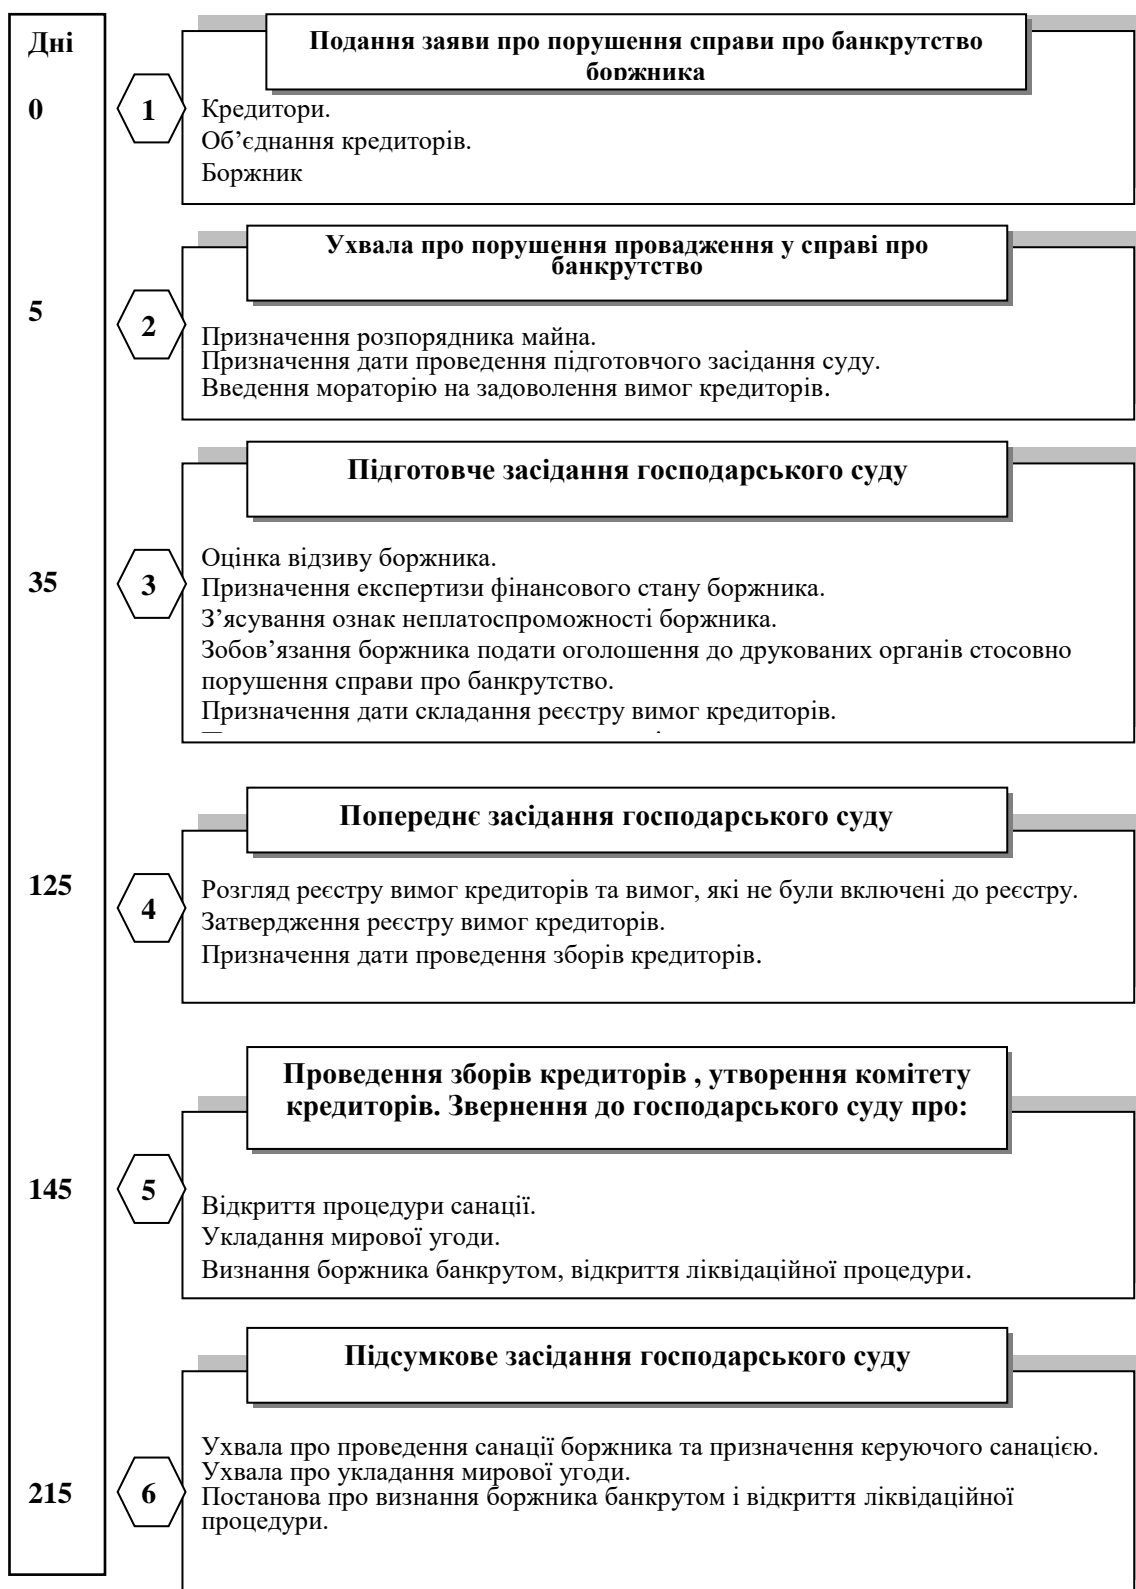 Дні
Подання заяви про порушення справи про банкрутство
боржника
0
1
Кредитори.
Об’єднання кредиторів.
Боржник
Ухвала про порушення провадження у справі про
банкрутство
5
2
Призначення розпорядника майна.
Призначення дати проведення підготовчого засідання суду.
Введення мораторію на задоволення вимог кредиторів.
Підготовче засідання господарського суду
35
3
Оцінка відзиву боржника.
Призначення експертизи фінансового стану боржника.
З’ясування ознак неплатоспроможності боржника.
Зобов’язання боржника подати оголошення до друкованих органів стосовно
порушення справи про банкрутство.
Призначення дати складання реєстру вимог кредиторів.
Попереднє засідання господарського суду
125
4
Розгляд реєстру вимог кредиторів та вимог, які не були включені до реєстру.
Затвердження реєстру вимог кредиторів.
Призначення дати проведення зборів кредиторів.
Проведення зборів кредиторів , утворення комітету
кредиторів. Звернення до господарського суду про:
145
5
Відкриття процедури санації.
Укладання мирової угоди.
Визнання боржника банкрутом, відкриття ліквідаційної процедури.
Підсумкове засідання господарського суду
215
6
Ухвала про проведення санації боржника та призначення керуючого санацією.
Ухвала про укладання мирової угоди.
Постанова про визнання боржника банкрутом і відкриття ліквідаційної
процедури.